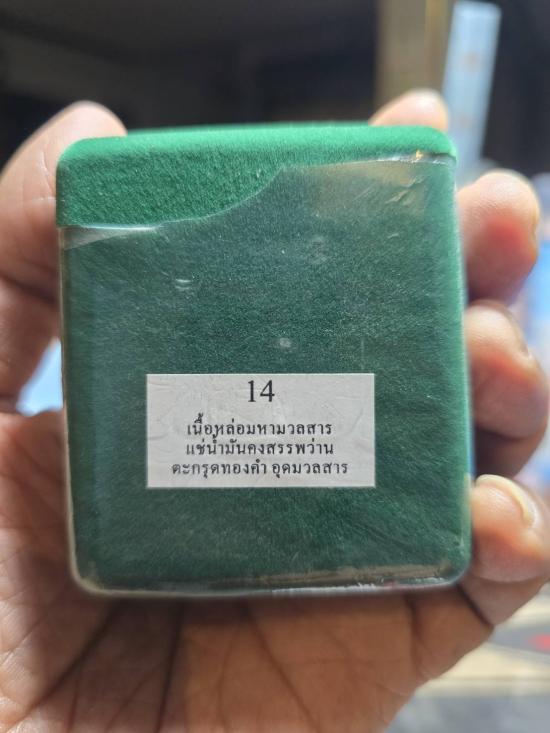 14
เนื้อหล่อมหามวลสาร
แช่น้ำมันคงสรรพว่าน
ตะกรุดทองคำ อุดมวลสาร